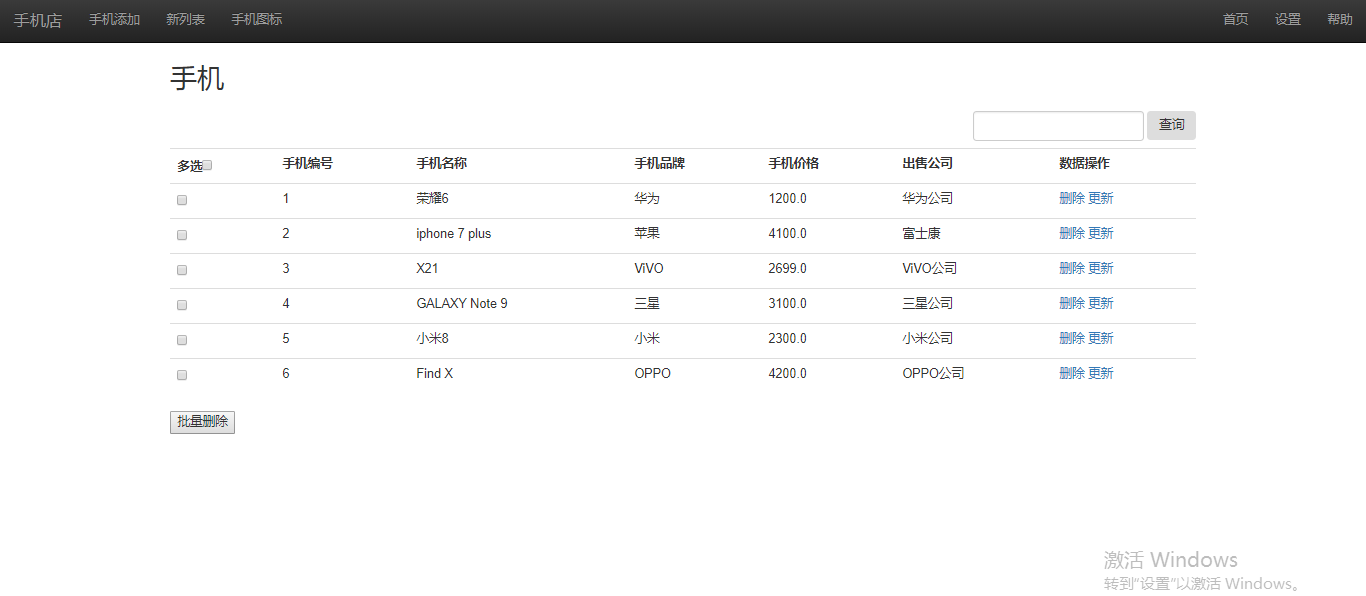 手机店 手机添加 新列表 手机图标 首页 设置 帮助
手机
查询
多选 手机编号 手机名称 手机品牌 手机价格 出售公司 数据操作
1 荣耀6 华为 1200.0 华为公司 删除 更新
2 iphone 7 plus 苹果 4100.0 富士康 删除 更新
3 X21 ViVO 2699.0 ViVO公司 删除 更新
4 GALAXY Note 9 三星 3100.0 三星公司 删除 更新
5 小米8 小米 2300.0 小米公司 删除 更新
6 Find X OPPO 4200.0 OPPO公司 删除 更新
批量删除
激活 Windows
转到"设置"以激活 Windows。